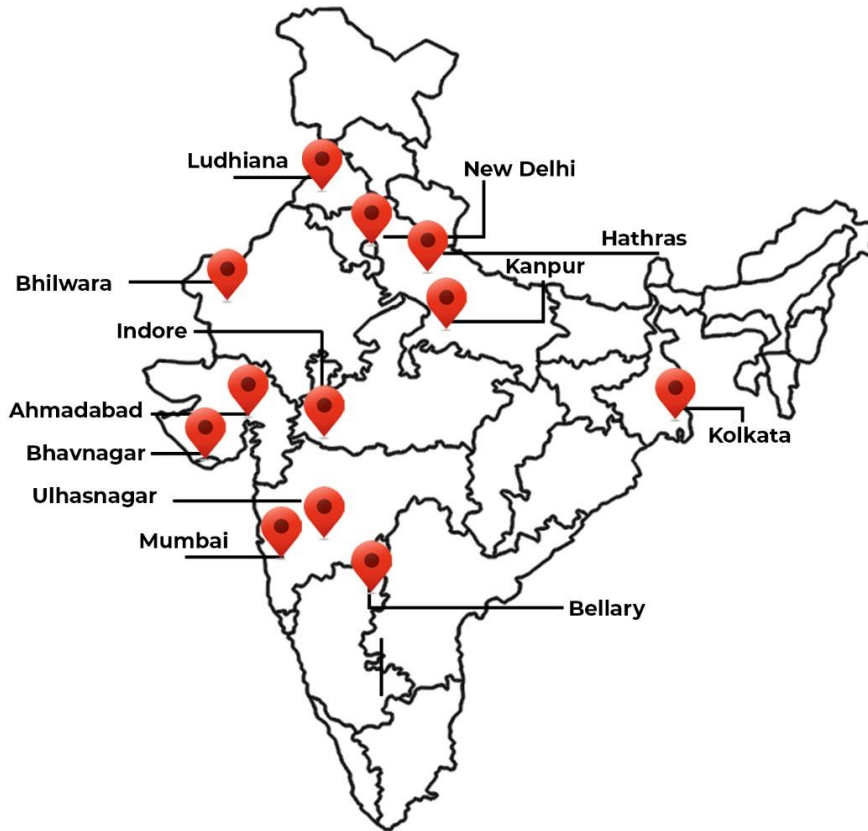 Ludhiana
New Delhi
Hathras
Kanpur
Bhilwara
Indore
Ahmadabad
Kolkata
Bhavnagar
Ulhasnagar
Mumbai
Bellary